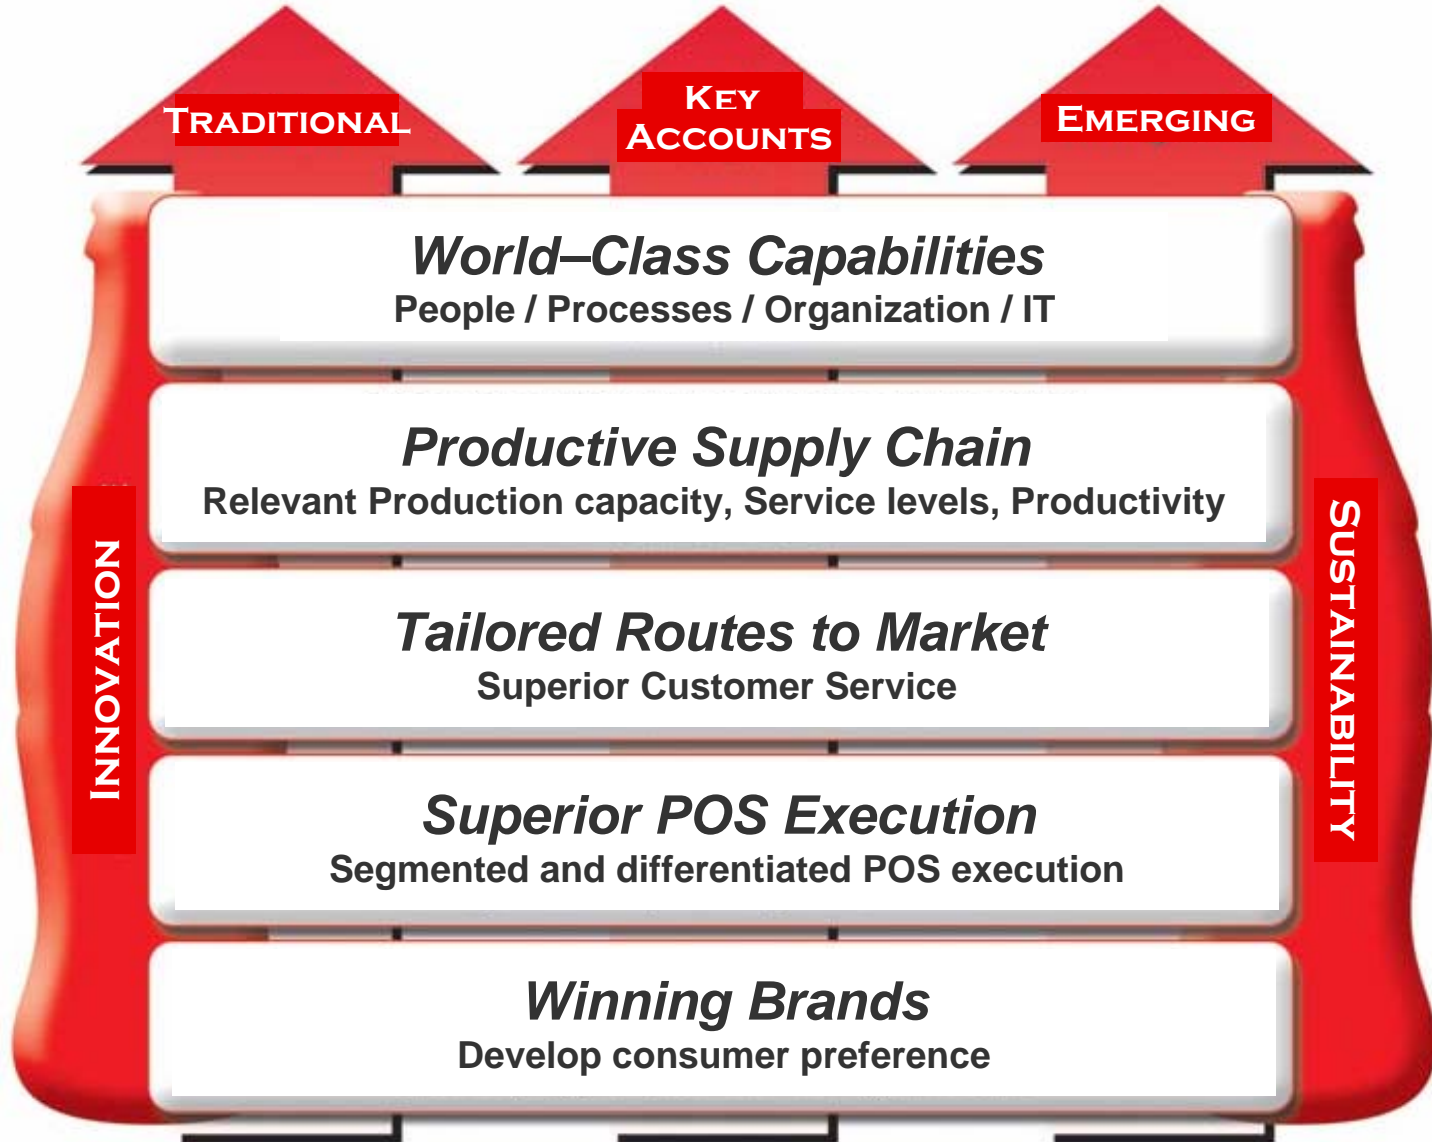 TRADITIONAL
KEY
ACCOUNTS
EMERGING
World–Class Capabilities
People / Processes / Organization / IT
Productive Supply Chain
Relevant Production capacity, Service levels, Productivity
Tailored Routes to Market
Superior Customer Service
Superior POS Execution
Segmented and differentiated POS execution
Winning Brands
Develop consumer preference
INNOVATION
SUSTAINABILITY